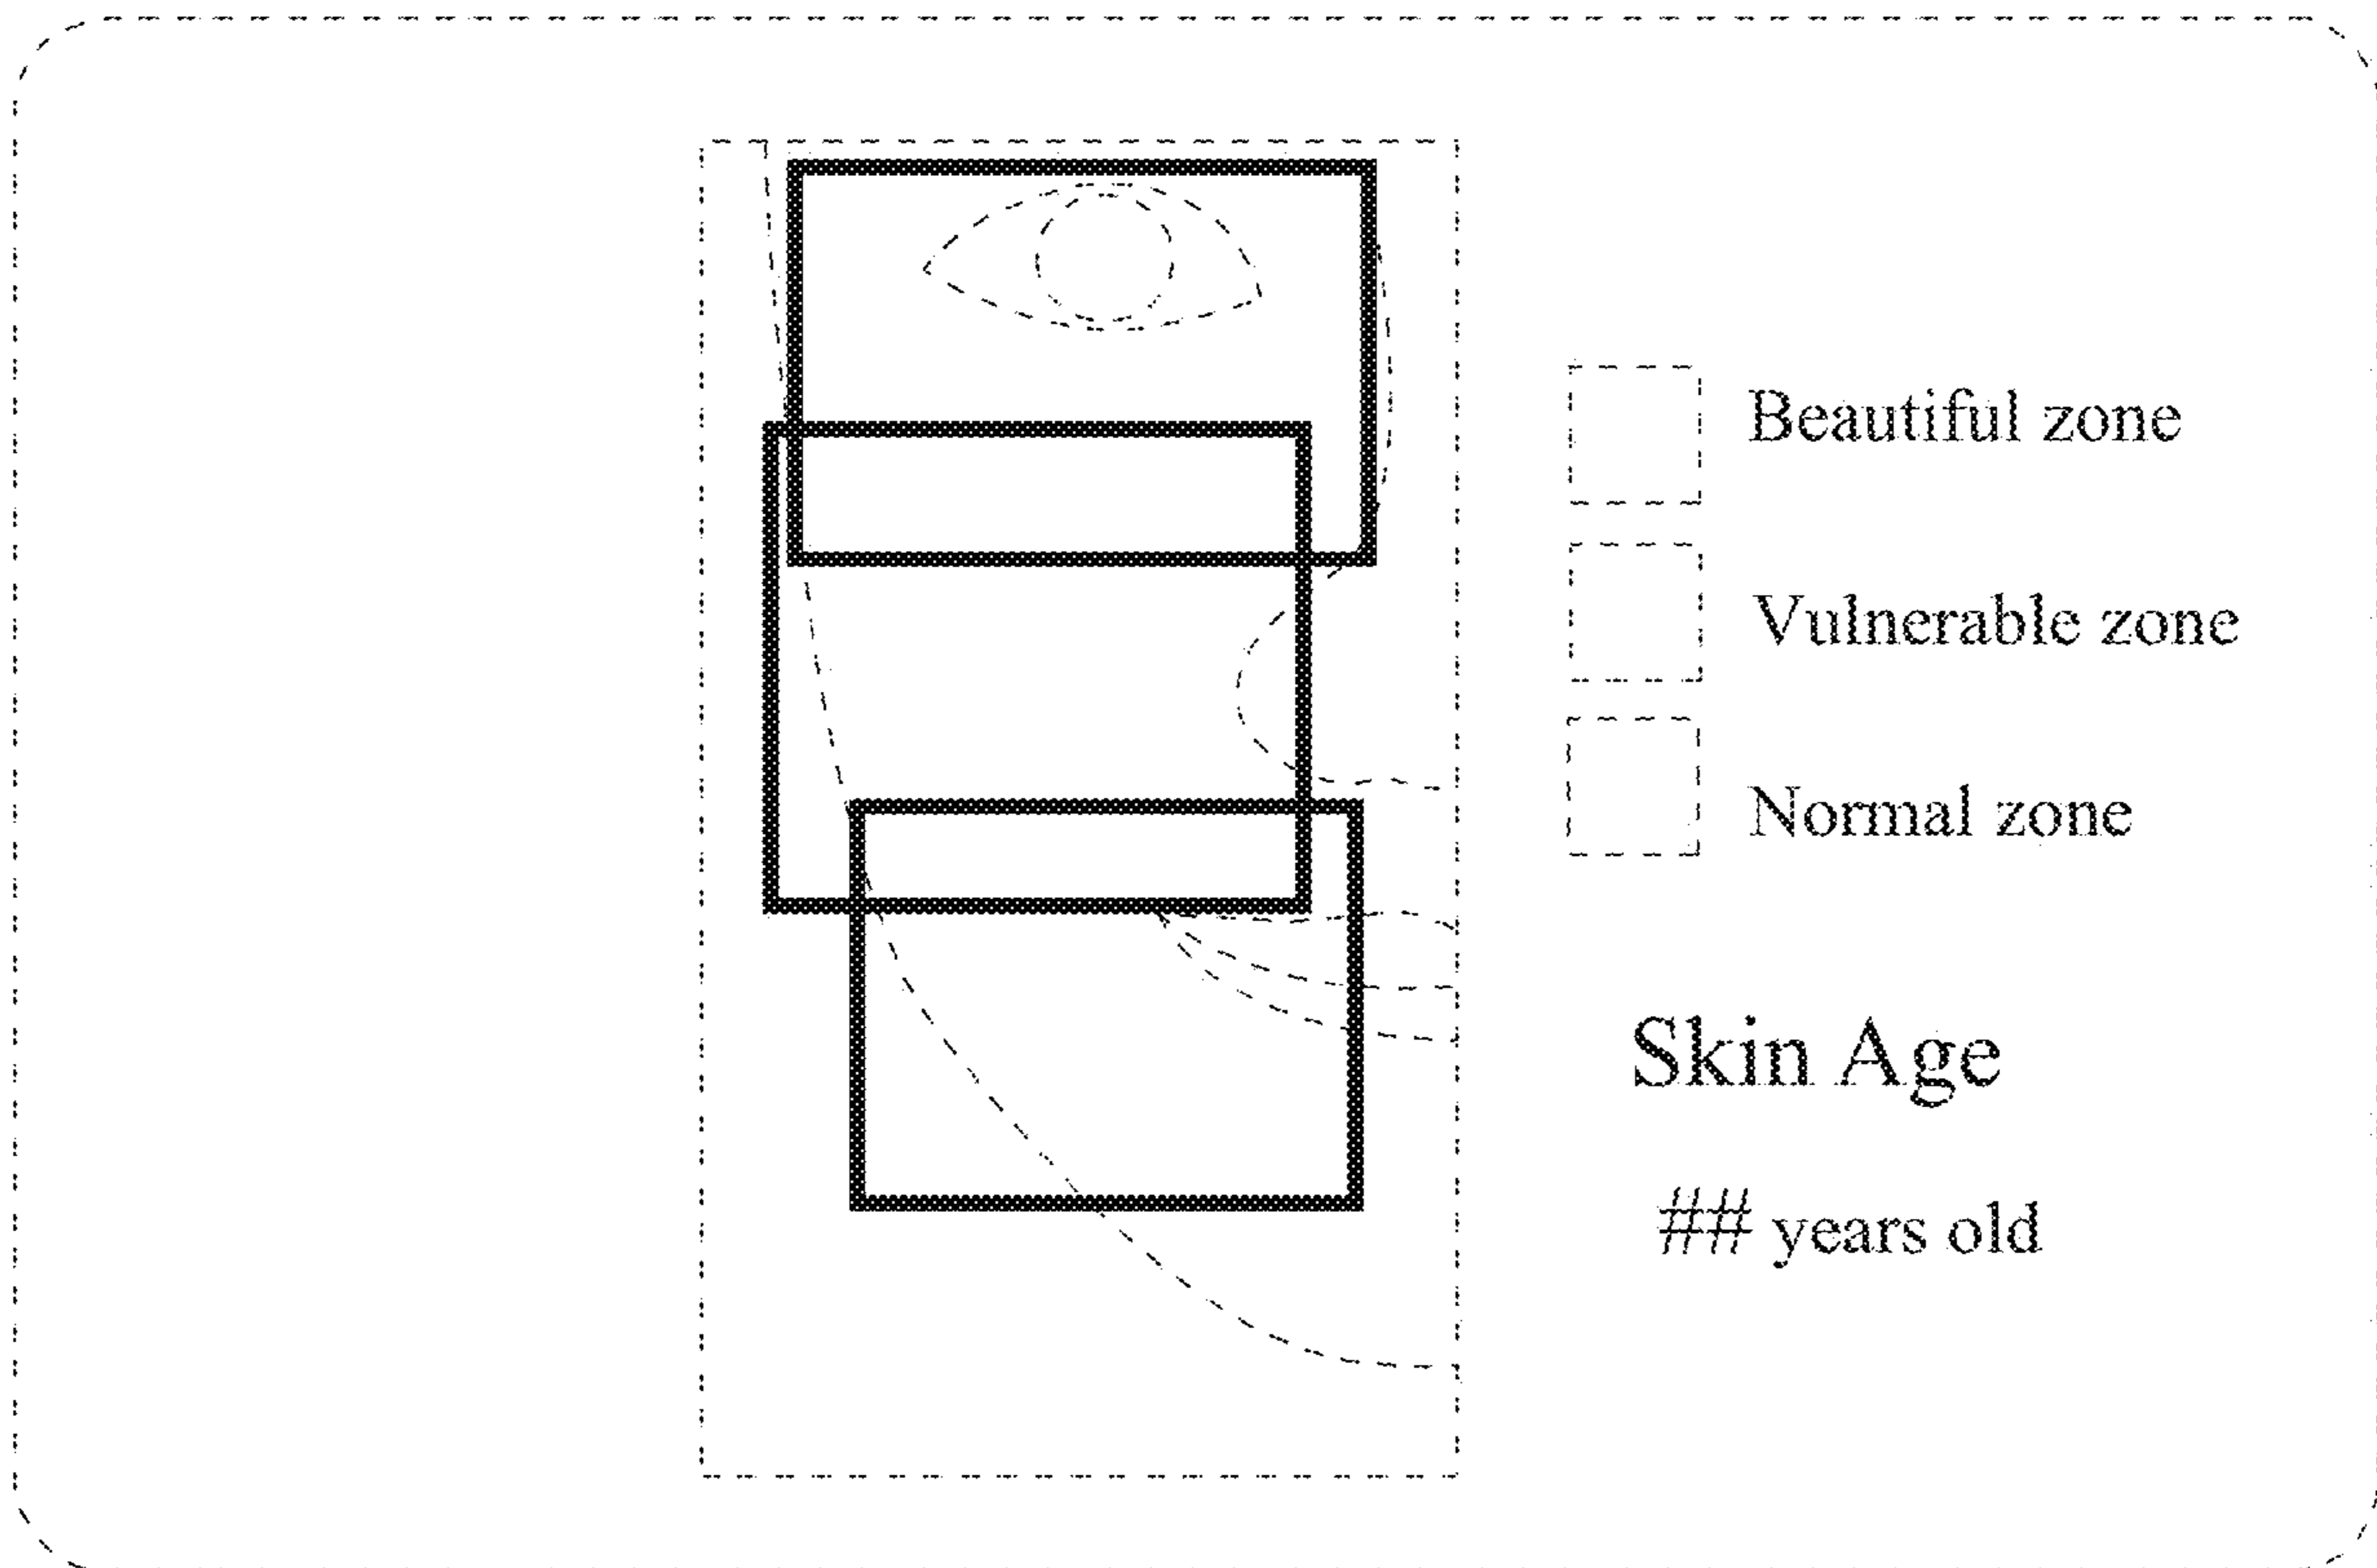 Beautiful zone
Vulnerable zone
Normal zone
Skin Age
## years old